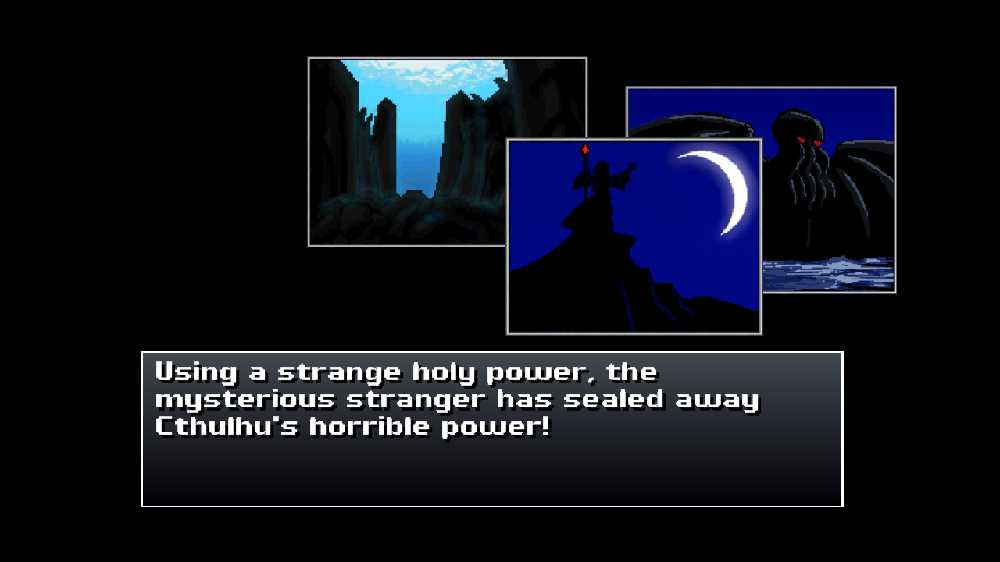 Using a strange holy power, the
mysterious stranger has sealed away
Cthulhu's horrible power!